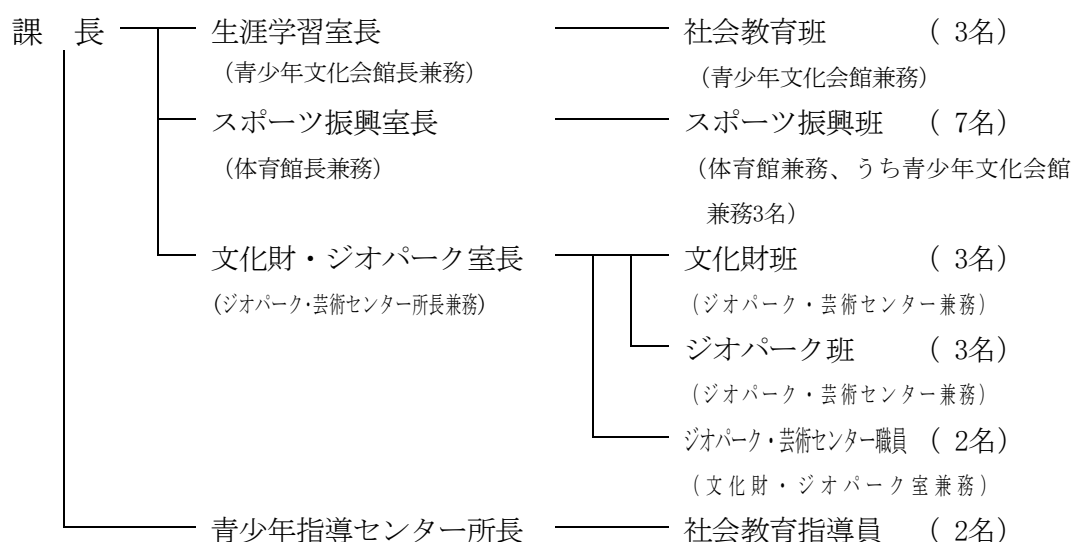 課　長　生涯学習室長　社会教育班　（ 3名）
（青少年文化会館長兼務）　（青少年文化会館兼務）
スポーツ振興室長　スポーツ振興班　（ 7名）
（体育館長兼務）　（体育館兼務、うち青少年文化会館
兼務3名）
文化財・ジオパーク室長　文化財班　（ 3名）
（ジオパーク・芸術センター所長兼務）　（ジオパーク・芸術センター兼務）
ジオパーク班　（ 3名）
（ジオパーク・芸術センター兼務）
ジオパーク・芸術センター職員　（ 2名）
（文化財・ジオパーク室兼務）
青少年指導センター所長　社会教育指導員　（ 2名）